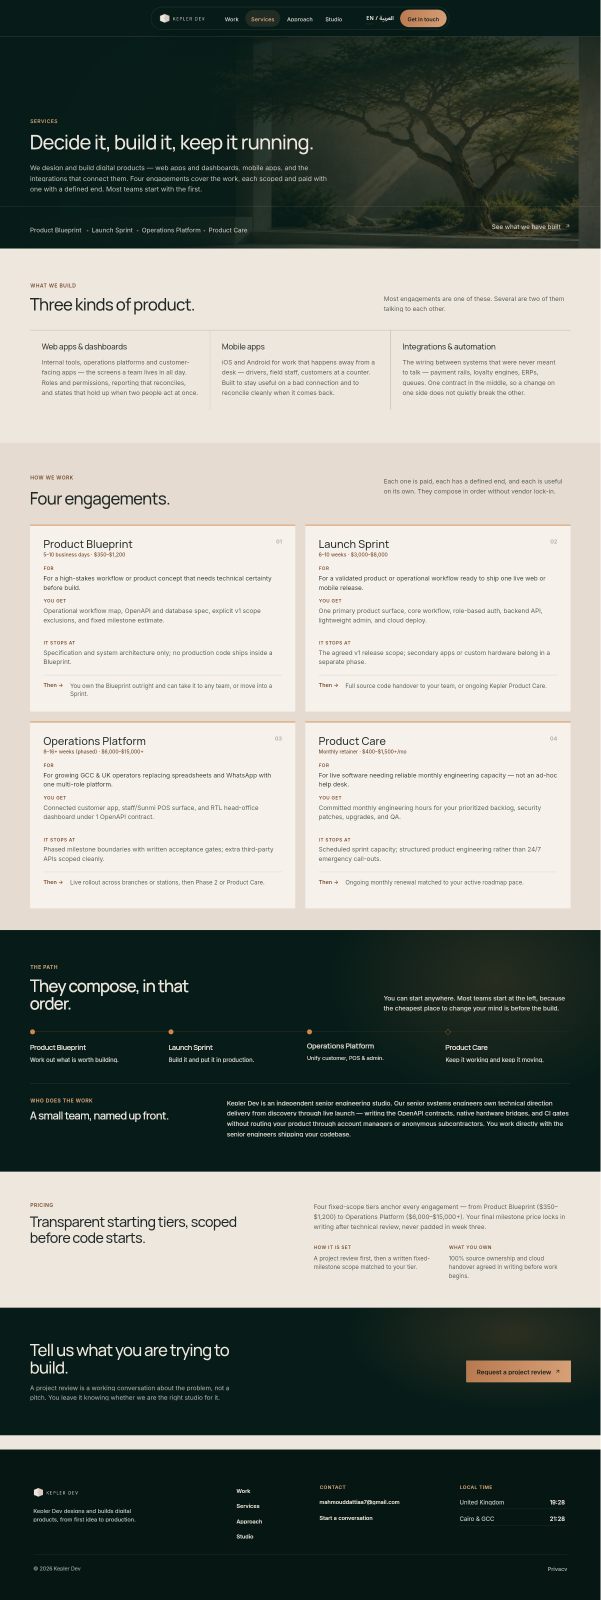 KEPLER DEV
Work
Services
Approach
Studio
EN / العربية
Get in touch
SERVICES
Decide it, build it, keep it running.
We design and build digital products — web apps and dashboards, mobile apps, and the
integrations that connect them. Four engagements cover the work, each scoped and paid with
one with a defined end. Most teams start with the first.
Product Blueprint · Launch Sprint · Operations Platform · Product Care
See what we have built
WHAT WE BUILD
Three kinds of product.
Most engagements are one of these. Several are two of them
talking to each other.
Web apps & dashboards
Internal tools, operations platforms and customer-
facing apps — the screens a team lives in all day.
Roles and permissions, reporting that reconciles,
and states that hold up when two people act at once.
Mobile apps
iOS and Android for work that happens away from a
desk — drivers, field staff, customers at a counter.
Built to stay useful on a bad connection and to
reconcile cleanly when it comes back.
Integrations & automation
The wiring between systems that were never meant
to talk — payment rails, loyalty engines, ERPs,
queues. One contract in the middle, so a change on
one side does not quietly break the other.
HOW WE WORK
Four engagements.
Each one is paid, each has a defined end, and each is useful
on its own. They compose in order without vendor lock-in.
Product Blueprint
01
5–10 business days · $350–$1,200
FOR
For a high-stakes workflow or product concept that needs technical certainty
before build.
YOU GET
Operational workflow map, OpenAPI and database spec, explicit v1 scope
exclusions, and fixed milestone estimate.
IT STOPS AT
Specification and system architecture only; no production code ships inside a
Blueprint.
Then → You own the Blueprint outright and can take it to any team, or move into a
Sprint.
Launch Sprint
02
6–10 weeks · $3,000–$8,000
FOR
For a validated product or operational workflow ready to ship one live web or
mobile release.
YOU GET
One primary product surface, core workflow, role-based auth, backend API,
lightweight admin, and cloud deploy.
IT STOPS AT
The agreed v1 release scope; secondary apps or custom hardware belong in a
separate phase.
Then → Full source code handover to your team, or ongoing Kepler Product Care.
Operations Platform
03
8–16+ weeks (phased) · $6,000–$15,000+
FOR
For growing GCC & UK operators replacing spreadsheets and WhatsApp with
one multi-role platform.
YOU GET
Connected customer app, staff/Sunmi POS surface, and RTL head-office
dashboard under 1 OpenAPI contract.
IT STOPS AT
Phased milestone boundaries with written acceptance gates; extra third-party
APIs scoped cleanly.
Then → Live rollout across branches or stations, then Phase 2 or Product Care.
Product Care
04
Monthly retainer · $400–$1,500+/mo
FOR
For live software needing reliable monthly engineering capacity — not an ad-hoc
help desk.
YOU GET
Committed monthly engineering hours for your prioritized backlog, security
patches, upgrades, and QA.
IT STOPS AT
Scheduled sprint capacity; structured product engineering rather than 24/7
emergency call-outs.
Then → Ongoing monthly renewal matched to your active roadmap pace.
THE PATH
They compose, in that
order.
You can start anywhere. Most teams start at the left, because
the cheapest place to change your mind is before the build.
Product Blueprint
Work out what is worth building.
Launch Sprint
Build it and put it in production.
Operations Platform
Unify customer, POS & admin.
Product Care
Keep it working and keep it moving.
WHO DOES THE WORK
A small team, named up front.
Kepler Dev is an independent senior engineering studio. Our senior systems engineers own technical direction
delivery from discovery through live launch — writing the OpenAPI contracts, native hardware bridges, and CI gates
without routing your product through account managers or anonymous subcontractors. You work directly with the
senior engineers shipping your codebase.
PRICING
Transparent starting tiers, scoped
before code starts.
Four fixed-scope tiers anchor every engagement — from Product Blueprint ($350–
$1,200) to Operations Platform ($6,000–$15,000+). Your final milestone price locks in
writing after technical review, never padded in week three.
HOW IT IS SET
A project review first, then a written fixed-
milestone scope matched to your tier.
WHAT YOU OWN
100% source ownership and cloud
handover agreed in writing before work
begins.
Tell us what you are trying to
build.
A project review is a working conversation about the problem, not a
pitch. You leave it knowing whether we are the right studio for it.
Request a project review
KEPLER DEV
Kepler Dev designs and builds digital
products, from first idea to production.
Work
Services
Approach
Studio
CONTACT
mahmouddattiaa7@gmail.com
Start a conversation
LOCAL TIME
United Kingdom 19:28
Cairo & GCC 21:28
© 2026 Kepler Dev
Privacy